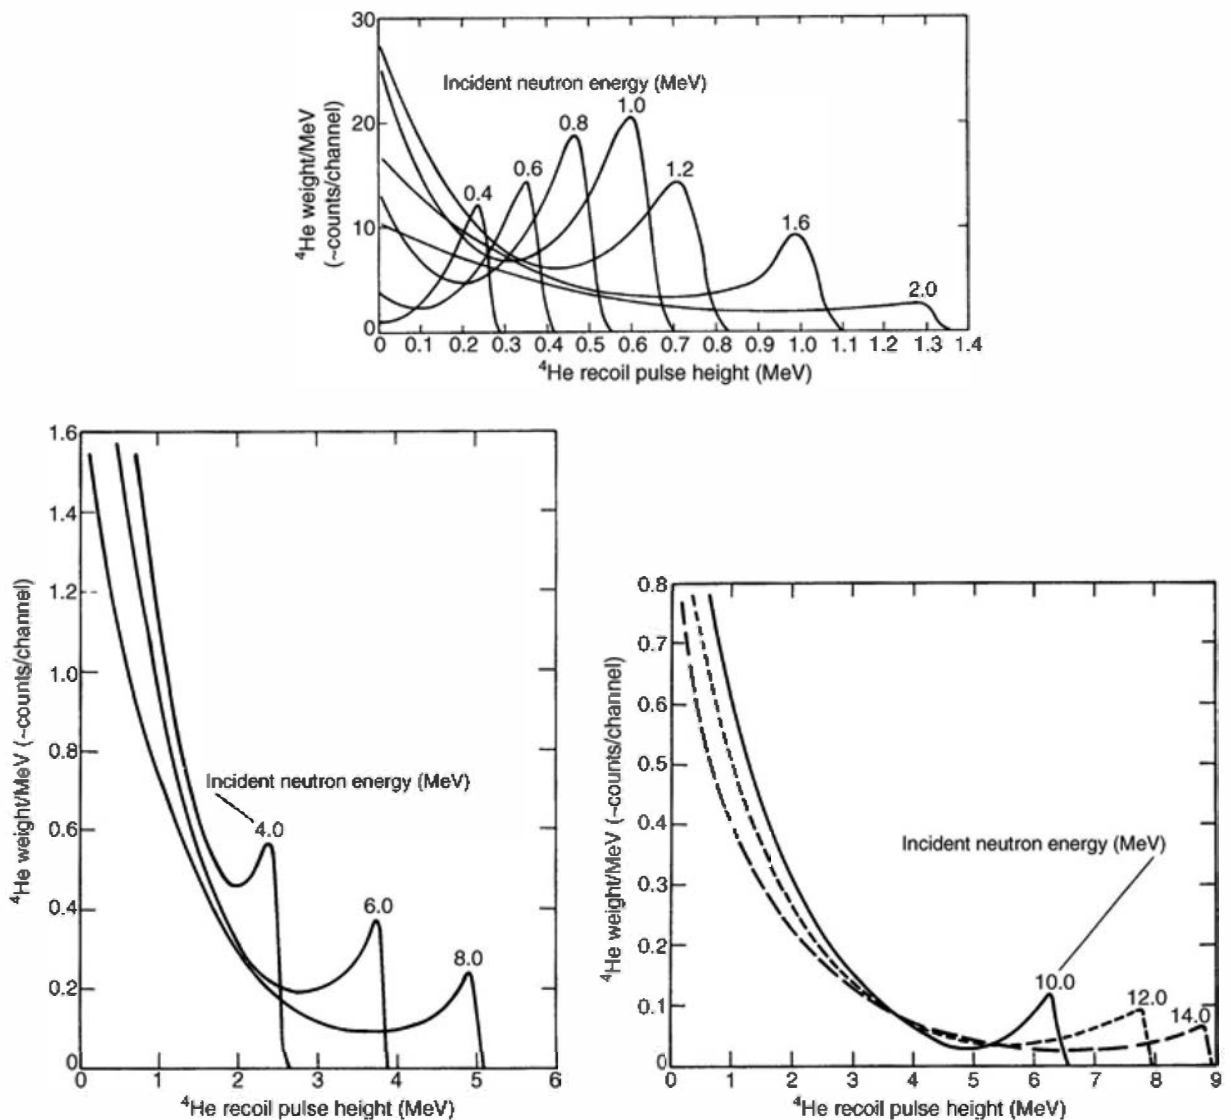 30
20
10
0
⁴He weight/MeV
(~counts/channel)
Incident neutron energy (MeV)
0.4
0.6
0.8
1.0
1.2
1.6
2.0
0 0.1 0.2 0.3 0.4 0.5 0.6 0.7 0.8 0.9 1.0 1.1 1.2 1.3 1.4
⁴He recoil pulse height (MeV)
1.6
1.4
1.2
1.0
0.8
0.6
0.4
0.2
0
⁴He weight/MeV (~counts/channel)
Incident neutron energy (MeV)
4.0
6.0
8.0
0 1 2 3 4 5 6
⁴He recoil pulse height (MeV)
0.8
0.7
0.6
0.5
0.4
0.3
0.2
0.1
0
⁴He weight/MeV (~counts/channel)
Incident neutron energy (MeV)
10.0
12.0
14.0
0 1 2 3 4 5 6 7 8 9
⁴He recoil pulse height (MeV)